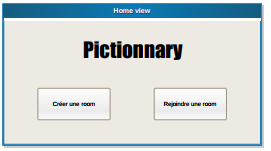 Home view
Pictionnary
Créer une room
Rejoindre une room